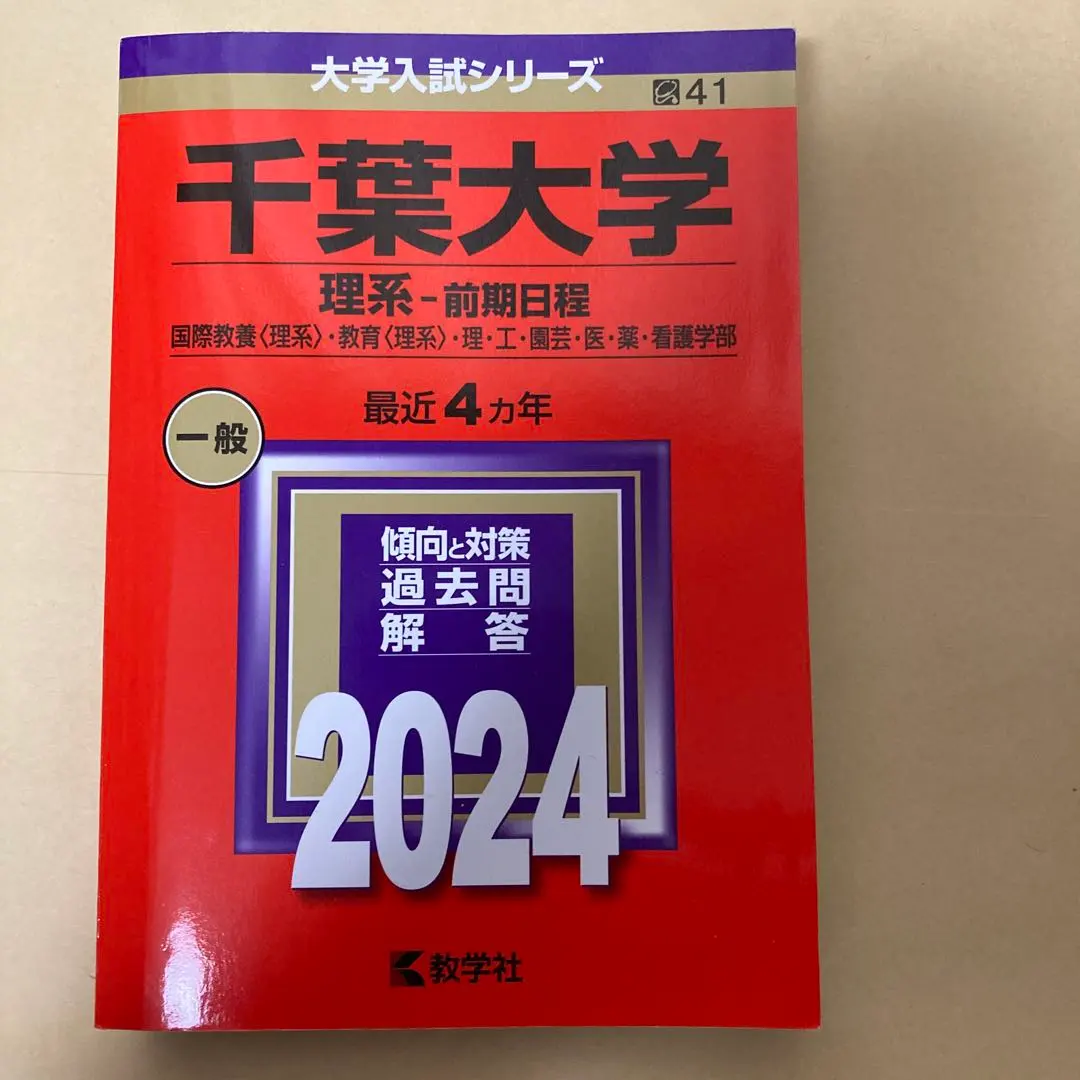 大学入試シリーズ
41
千葉大学
理系-前期日程
国際教養〈理系〉・教育〈理系〉・理・工・園芸・医・薬・看護学部
最近4カ年
一般
傾向と対策
過去問
解答
2024
教学社